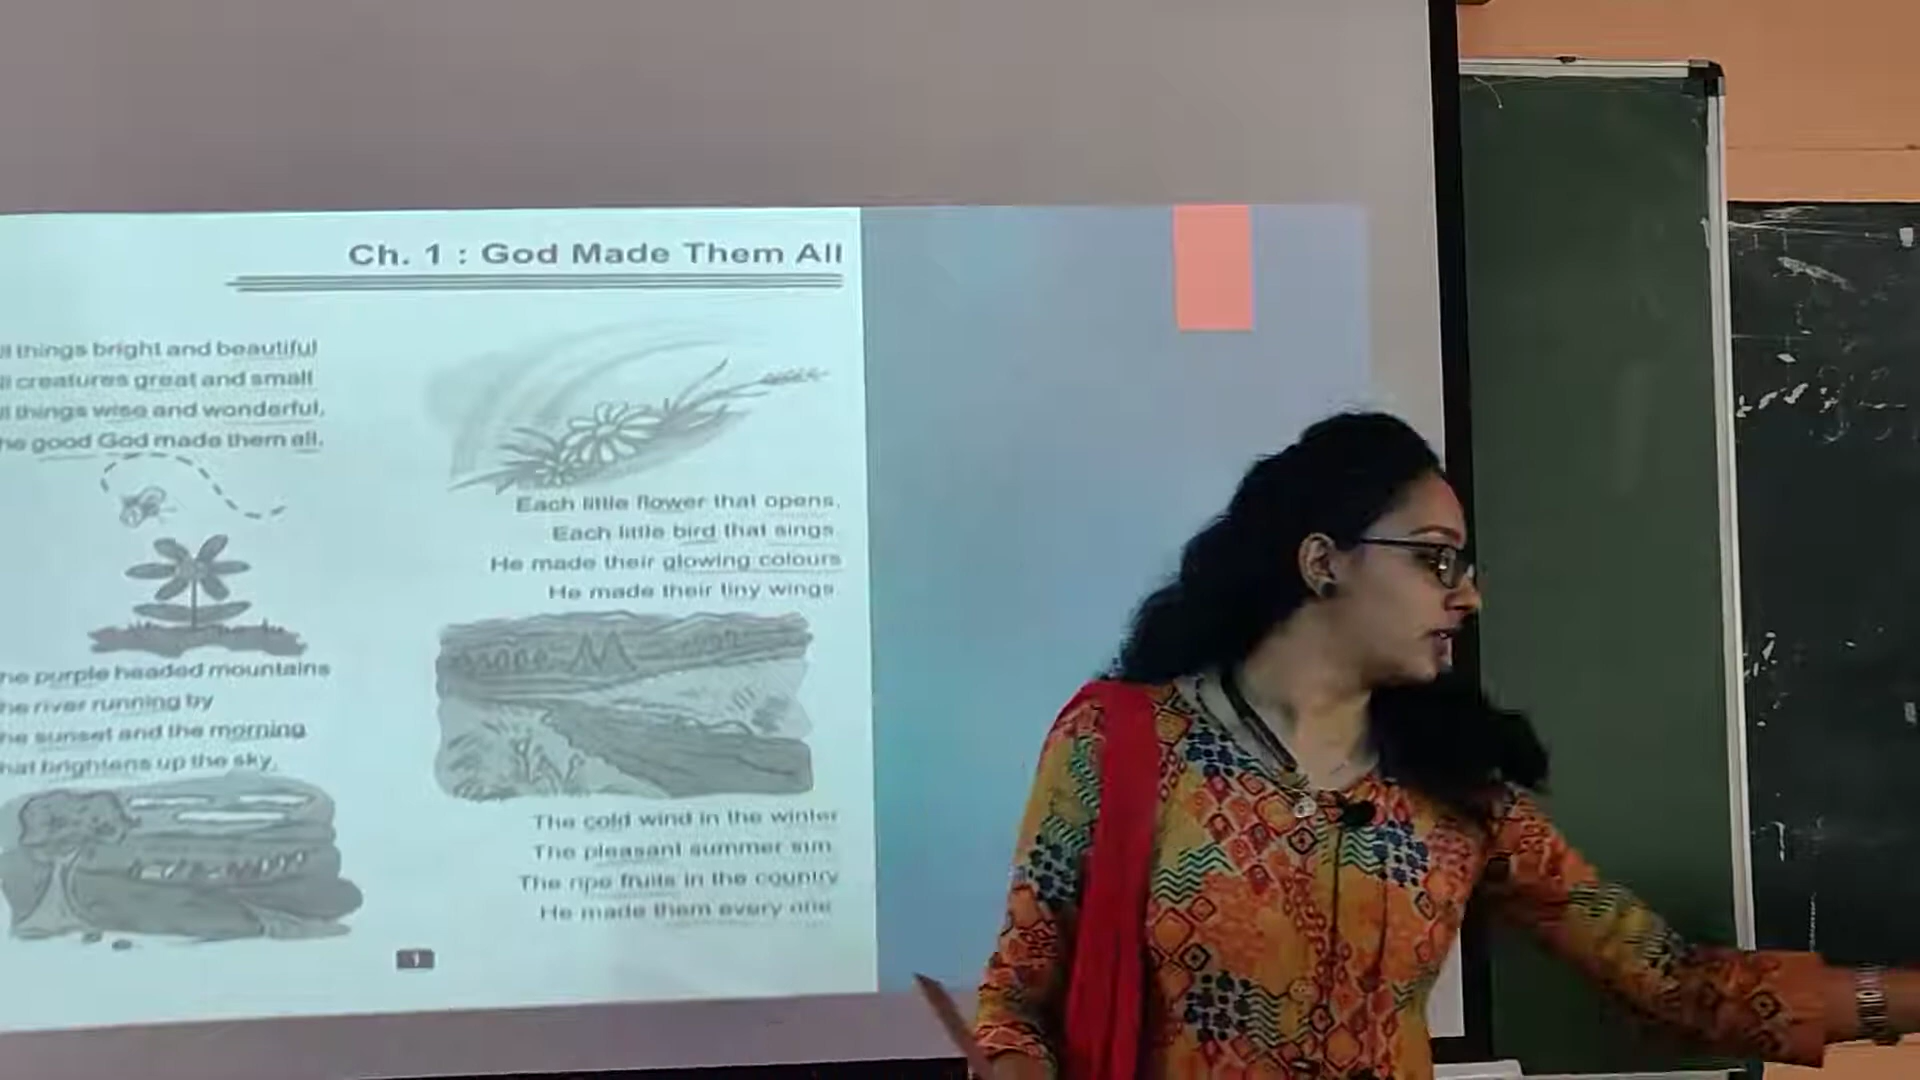 Ch. 1 : God Made Them All
ll things bright and beautiful
ll creatures great and small
ll things wise and wonderful,
he good God made them all.
Each little flower that opens,
Each little bird that sings
He made their glowing colours
He made their tiny wings
he purple headed mountains
he river running by
he sunset and the morning
hat brightens up the sky,
The cold wind in the winter
The pleasant summer sun
The ripe fruits in the country
He made them every one
1